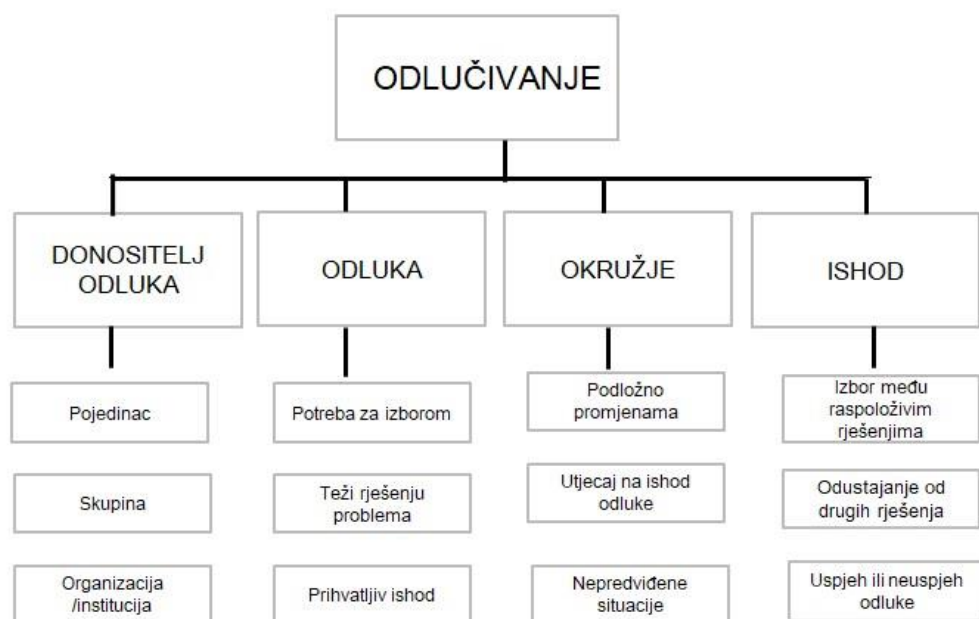 ODLUČIVANJE
DONOSITELJ
ODLUKA
ODLUKA
OKRUŽJE
ISHOD
Pojedinac
Skupina
Organizacija
/institucija
Potreba za izborom
Teži rješenju
problema
Prihvatljiv ishod
Podložno
promjenama
Utjecaj na ishod
odluke
Nepredviđene
situacije
Izbor među
raspoloživim
rješenjima
Odustajanje od
drugih rješenja
Uspjeh ili neuspjeh
odluke